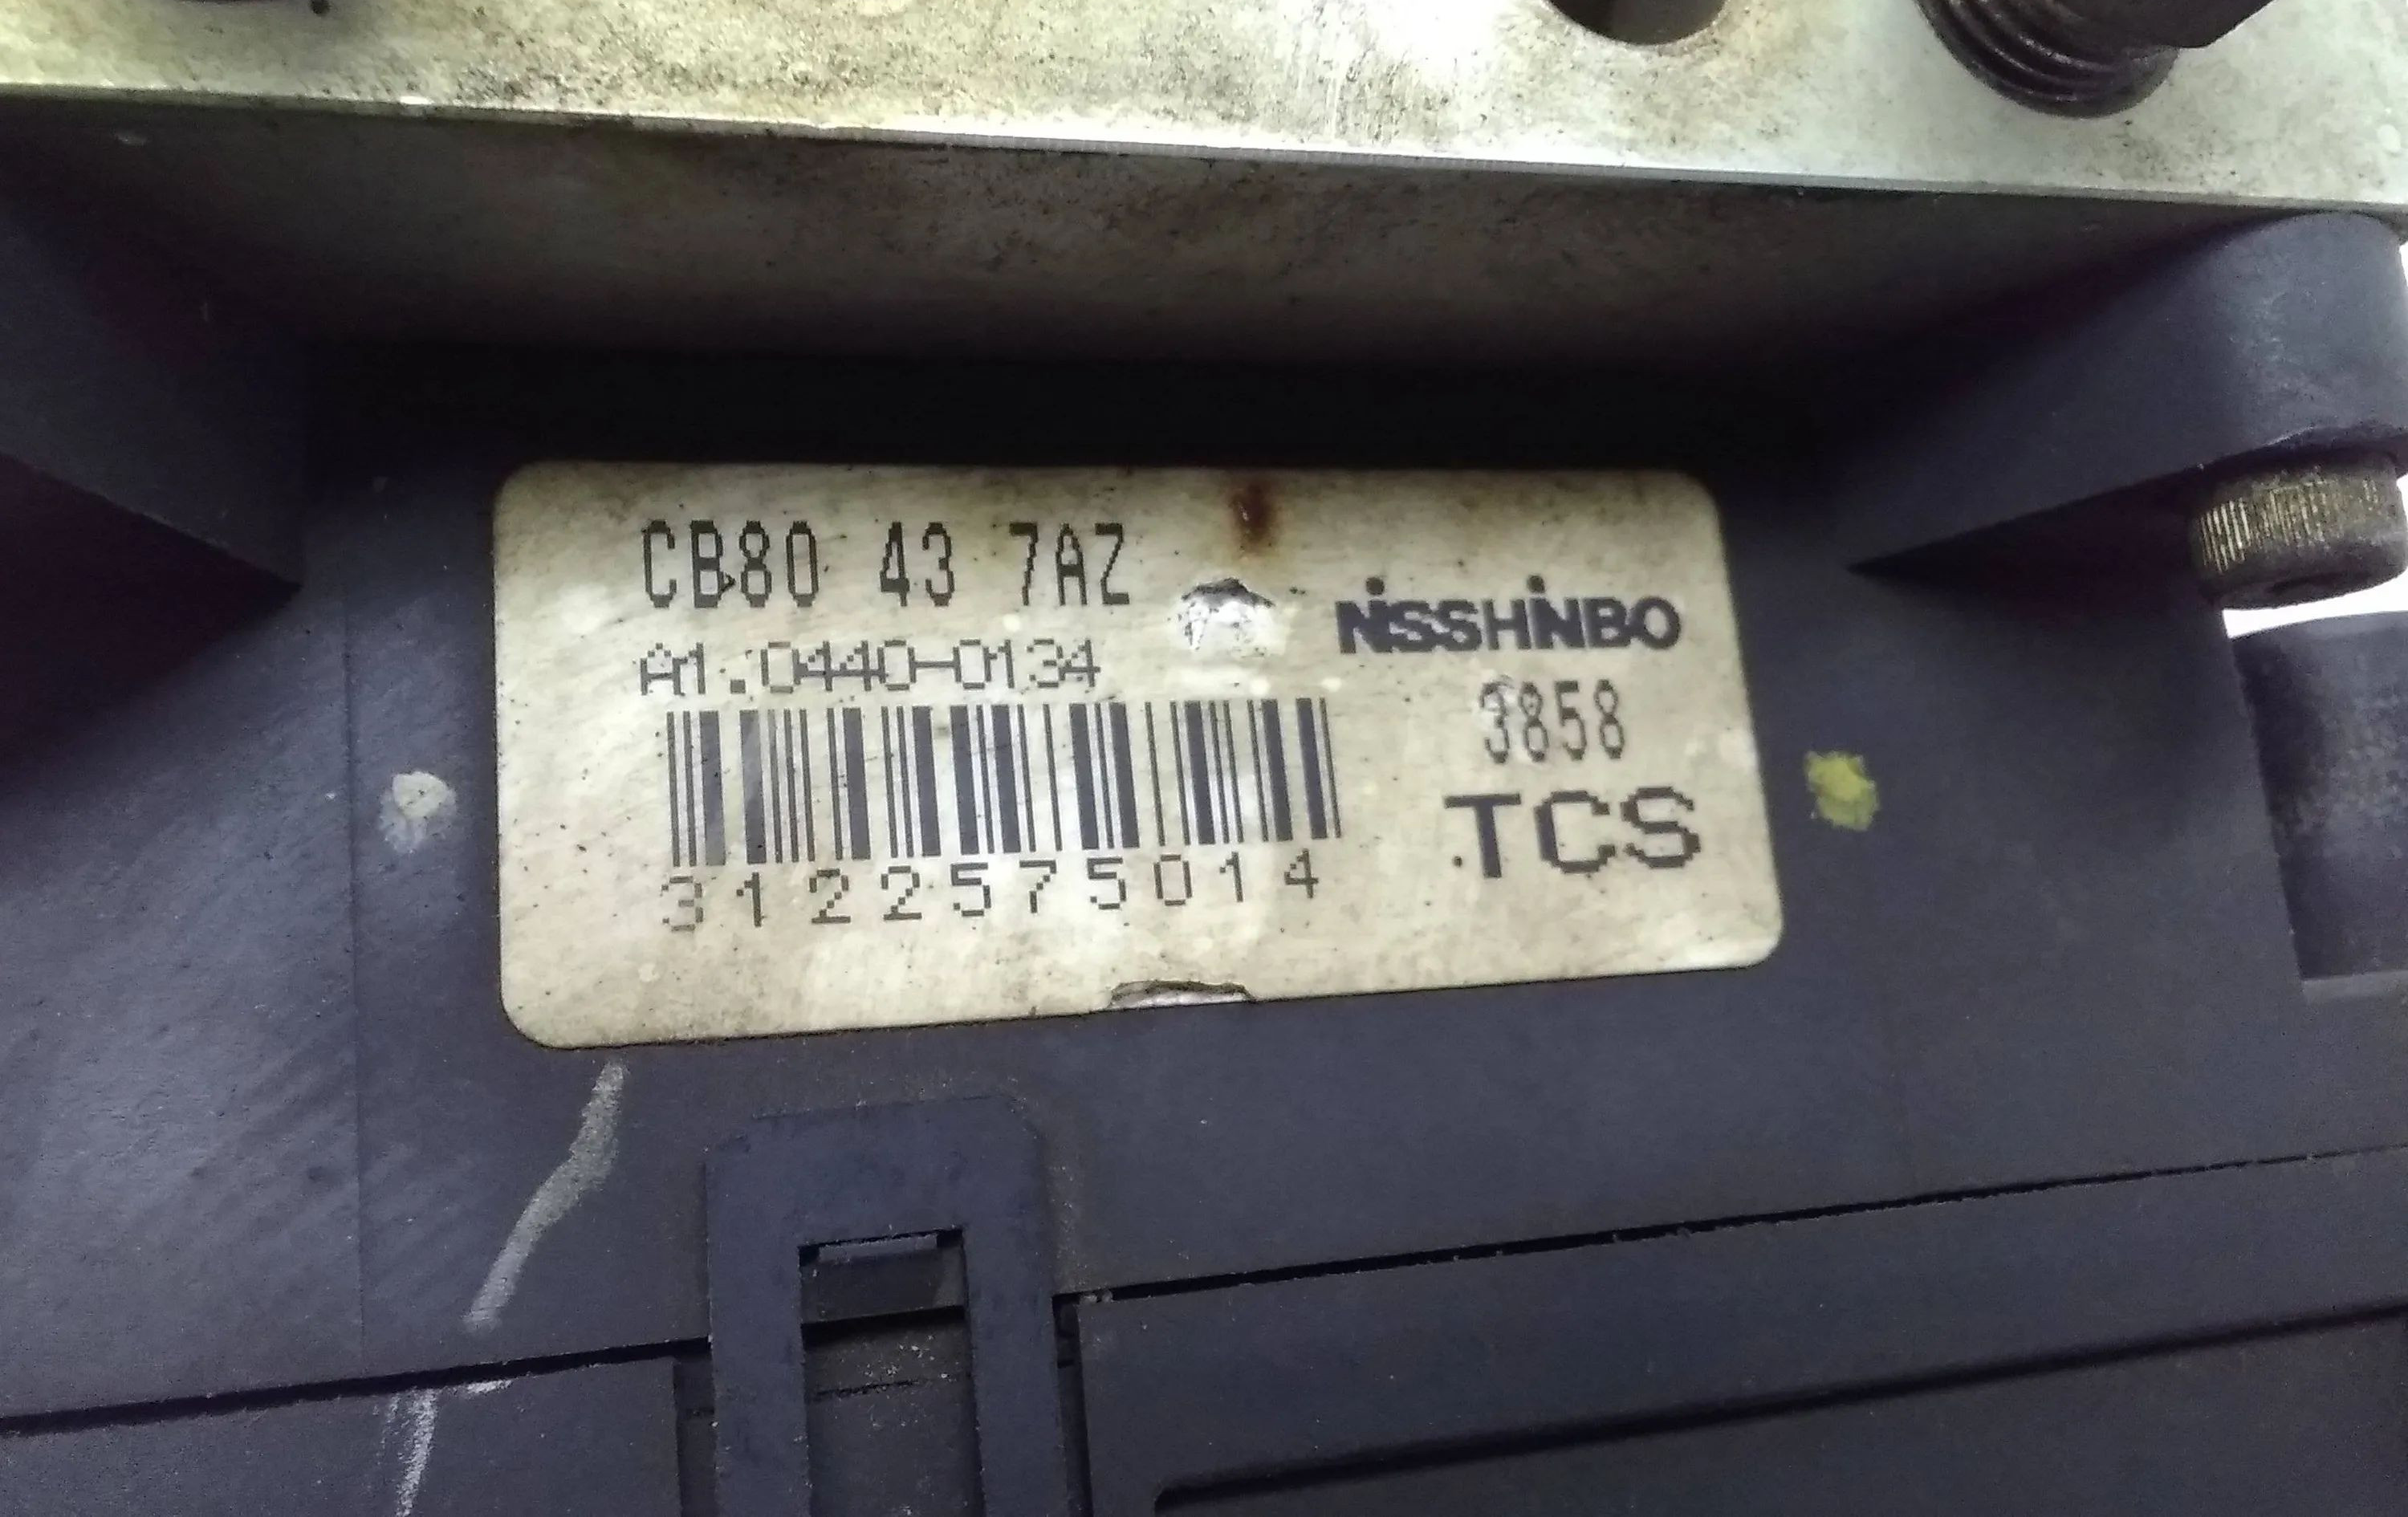 CB80 43 7AZ
A1.0440-0134
NISSHINBO
3858
TCS
3122575014